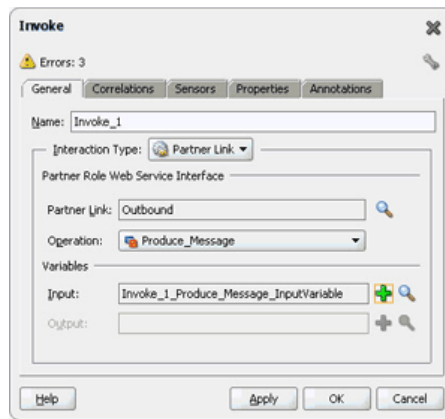 Invoke
Errors: 3
General Correlations Sensors Properties Annotations
Name: Invoke_1
Interaction Type: Partner Link
Partner Role Web Service Interface
Partner Link: Outbound
Operation: Produce_Message
Variables
Input: Invoke_1_Produce_Message_InputVariable
Output:
Help Apply OK Cancel